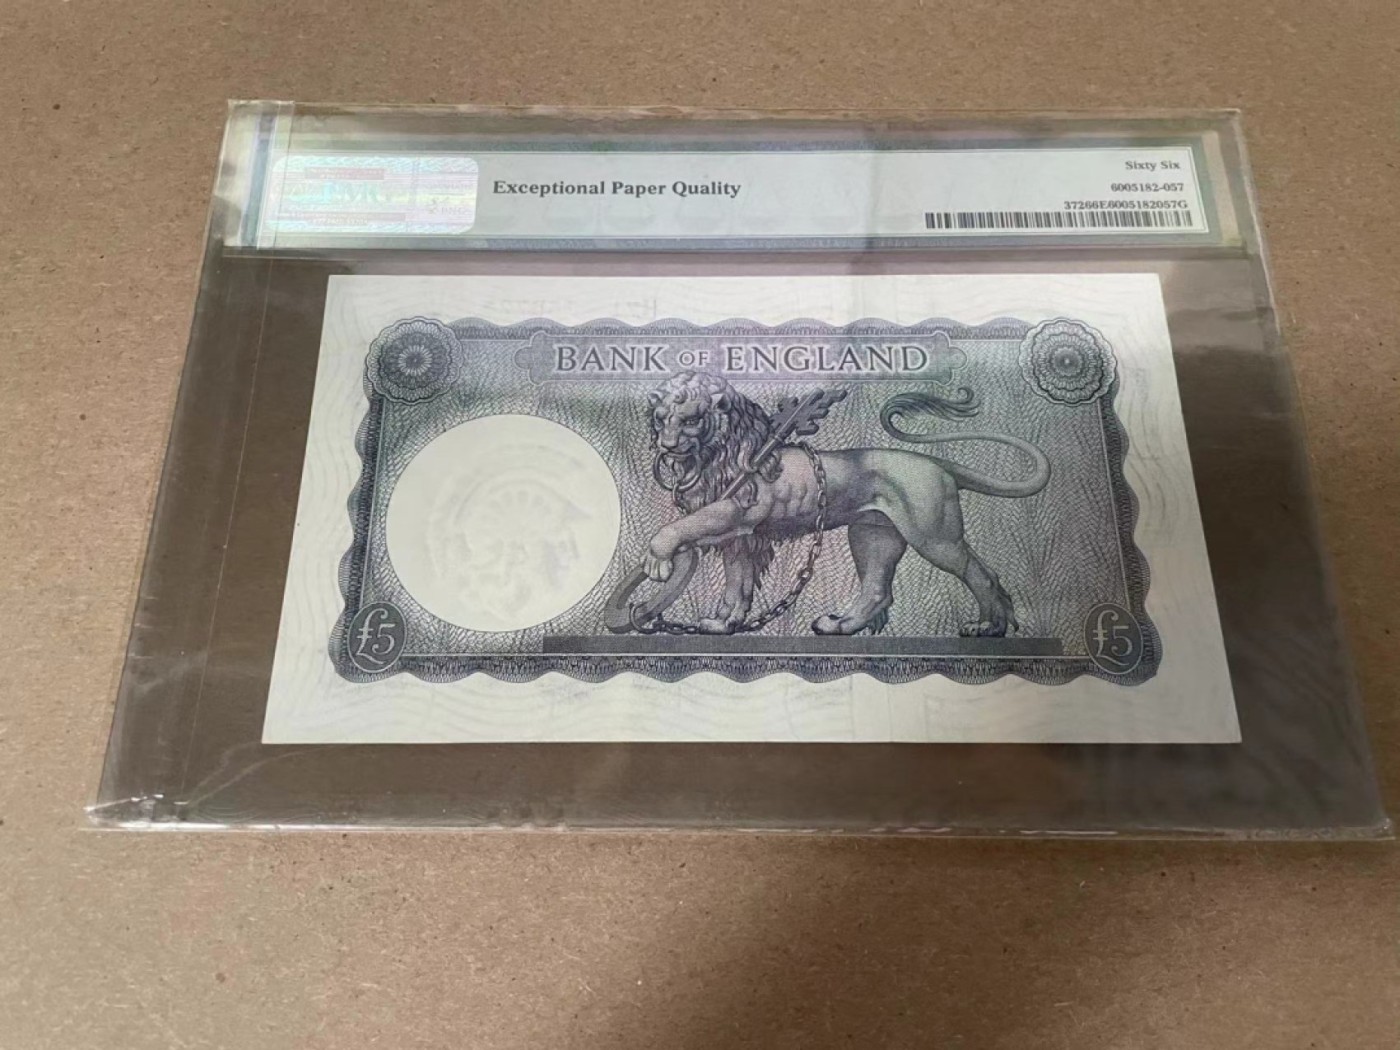 Exceptional Paper Quality
Sixty Six
6005182-057
37266E6005182057G
BANK OF ENGLAND
£5 £5